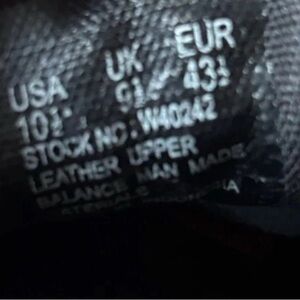 USA UK EUR
10½ 9½ 43½
STOCK NO: W40242
LEATHER UPPER
BALANCE MAN MADE